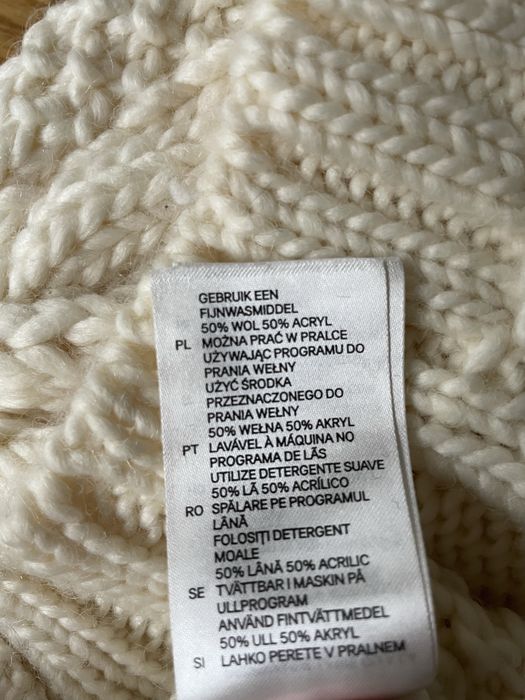 GEBRUIK EEN
FIJNWASMIDDEL
50% WOL 50% ACRYL
PL MOŻNA PRAĆ W PRALCE
UŻYWAJĄC PROGRAMU DO
PRANIA WEŁNY
UŻYĆ ŚRODKA
PRZEZNACZONEGO DO
PRANIA WEŁNY
50% WEŁNA 50% AKRYL
PT LAVÁVEL À MÁQUINA NO
PROGRAMA DE LÃS
UTILIZE DETERGENTE SUAVE
50% LÃ 50% ACRÍLICO
RO SPĂLARE PE PROGRAMUL
LÂNĂ
FOLOSIŢI DETERGENT
MOALE
50% LÂNĂ 50% ACRILIC
SE TVÄTTBAR I MASKIN PÅ
ULLPROGRAM
ANVÄND FINTVÄTTMEDEL
50% ULL 50% AKRYL
SI LAHKO PERETE V PRALNEM